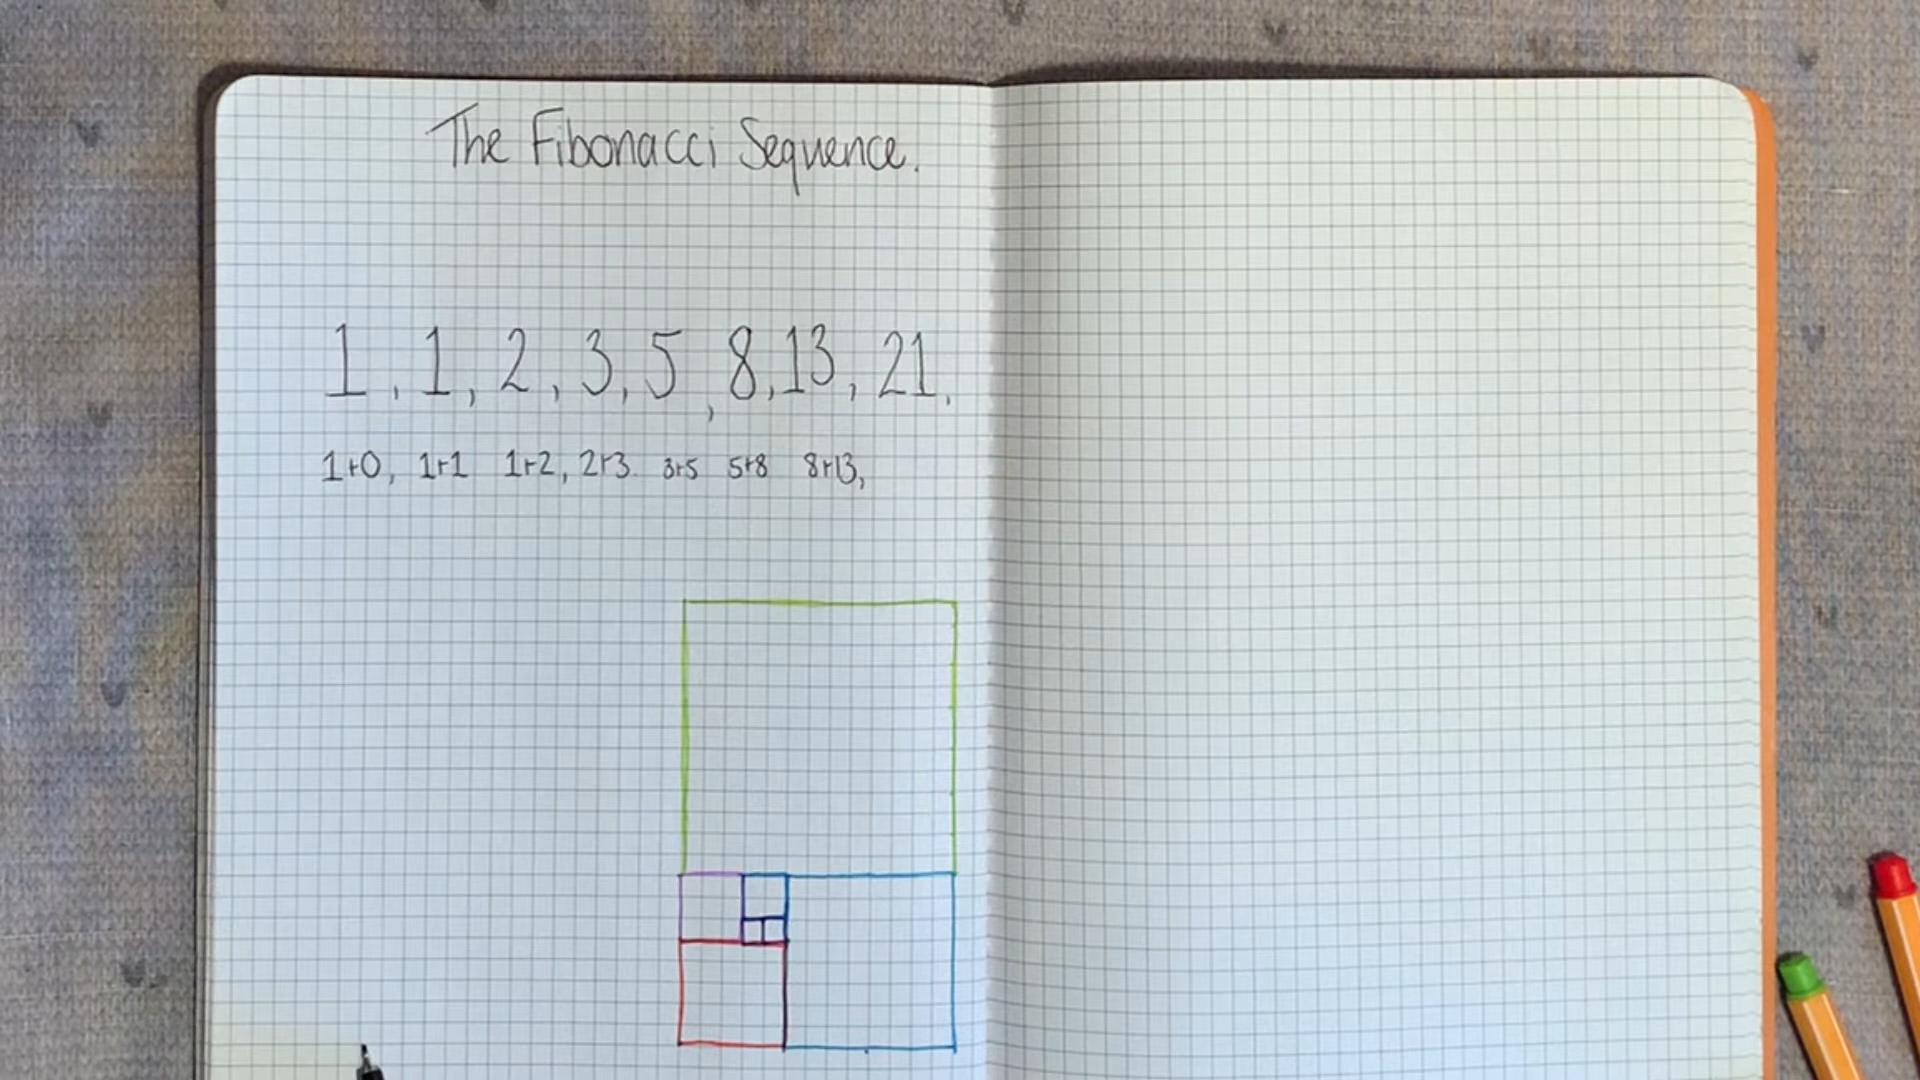 The Fibonacci Sequence.
1, 1, 2, 3, 5, 8, 13, 21,
1+0, 1+1 1+2, 2+3. 3+5 5+8 8+13,